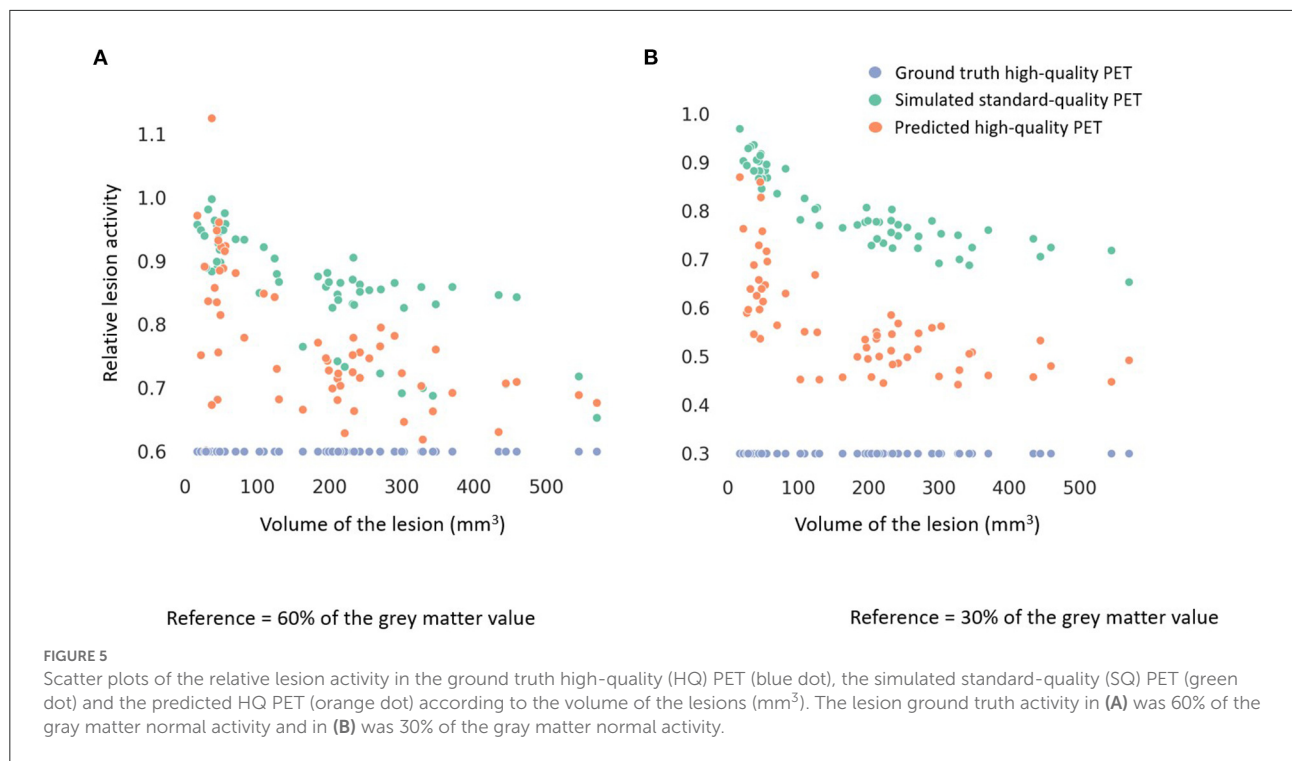 A
B
Ground truth high-quality PET
Simulated standard-quality PET
Predicted high-quality PET
Relative lesion activity
1.1
1.0
0.9
0.8
0.7
0.6
0 100 200 300 400 500
Volume of the lesion (mm³)
1.0
0.9
0.8
0.7
0.6
0.5
0.4
0.3
0 100 200 300 400 500
Volume of the lesion (mm³)
Reference = 60% of the grey matter value
Reference = 30% of the grey matter value
FIGURE 5
Scatter plots of the relative lesion activity in the ground truth high-quality (HQ) PET (blue dot), the simulated standard-quality (SQ) PET (green
dot) and the predicted HQ PET (orange dot) according to the volume of the lesions (mm³). The lesion ground truth activity in (A) was 60% of the
gray matter normal activity and in (B) was 30% of the gray matter normal activity.